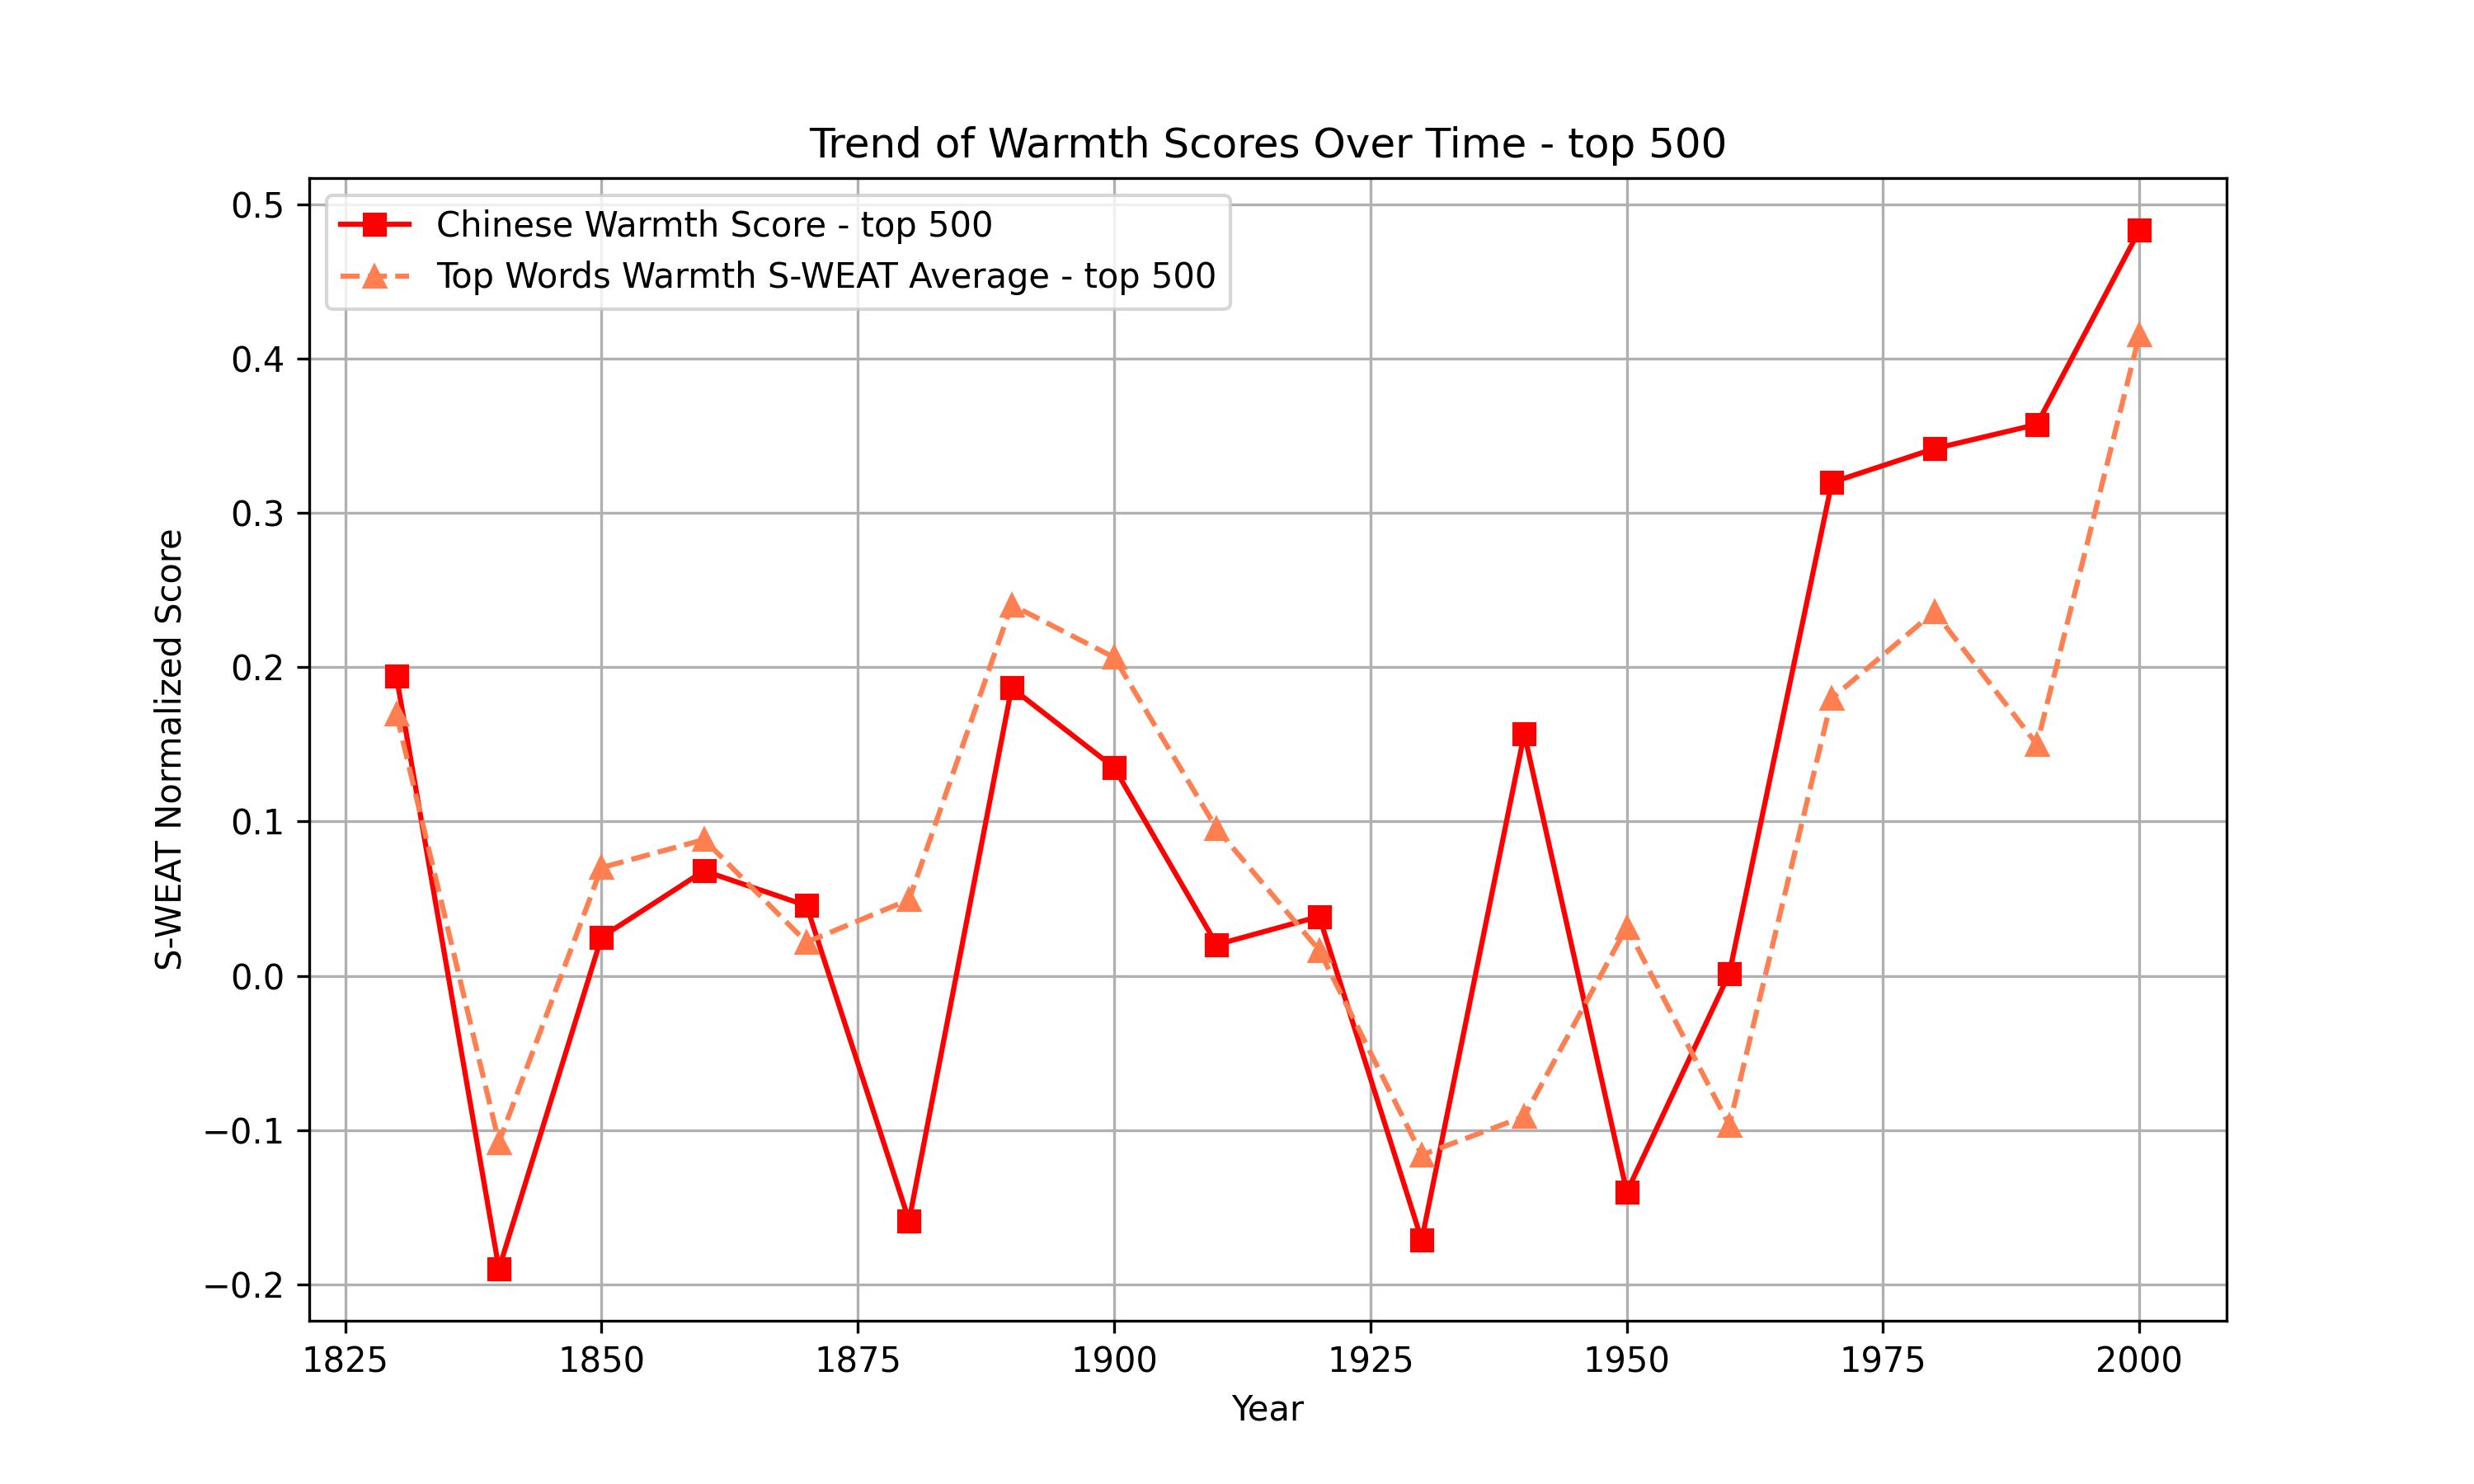 Trend of Warmth Scores Over Time - top 500
Chinese Warmth Score - top 500
Top Words Warmth S-WEAT Average - top 500
S-WEAT Normalized Score
0.5
0.4
0.3
0.2
0.1
0.0
−0.1
−0.2
1825 1850 1875 1900 1925 1950 1975 2000
Year